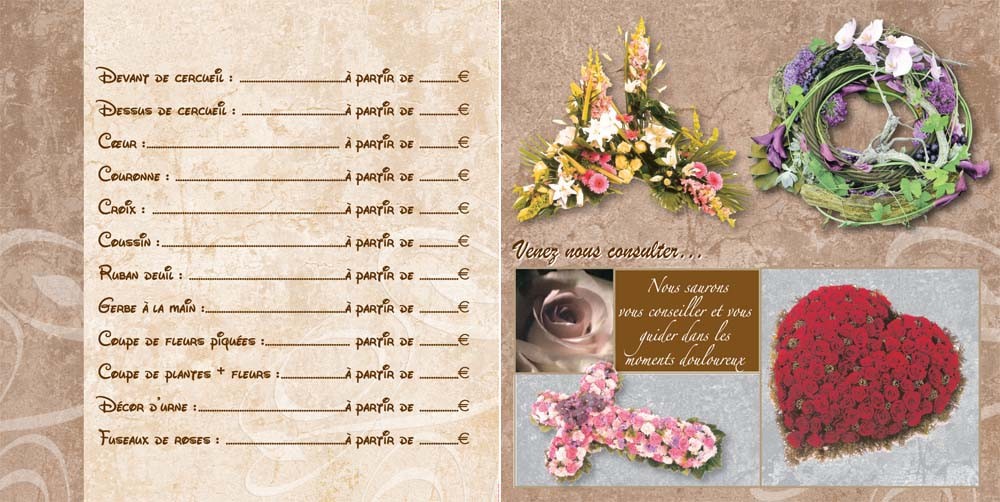 Devant de cercueil : ........................ à partir de ........€
Dessus de cercueil : ........................ à partir de ........€
Cœur : ........................ à partir de ........€
Couronne : ........................ à partir de ........€
Croix : ........................ à partir de ........€
Coussin : ........................ à partir de ........€
Ruban deuil : ........................ à partir de ........€
Gerbe à la main : ........................ à partir de ........€
Coupe de fleurs piquées : ........................ à partir de ........€
Coupe de plantes + fleurs : ........................ à partir de ........€
Décor d'urne : ........................ à partir de ........€
Fuseaux de roses : ........................ à partir de ........€
Venez nous consulter...
Nous saurons
vous conseiller et vous
guider dans les
moments douloureux